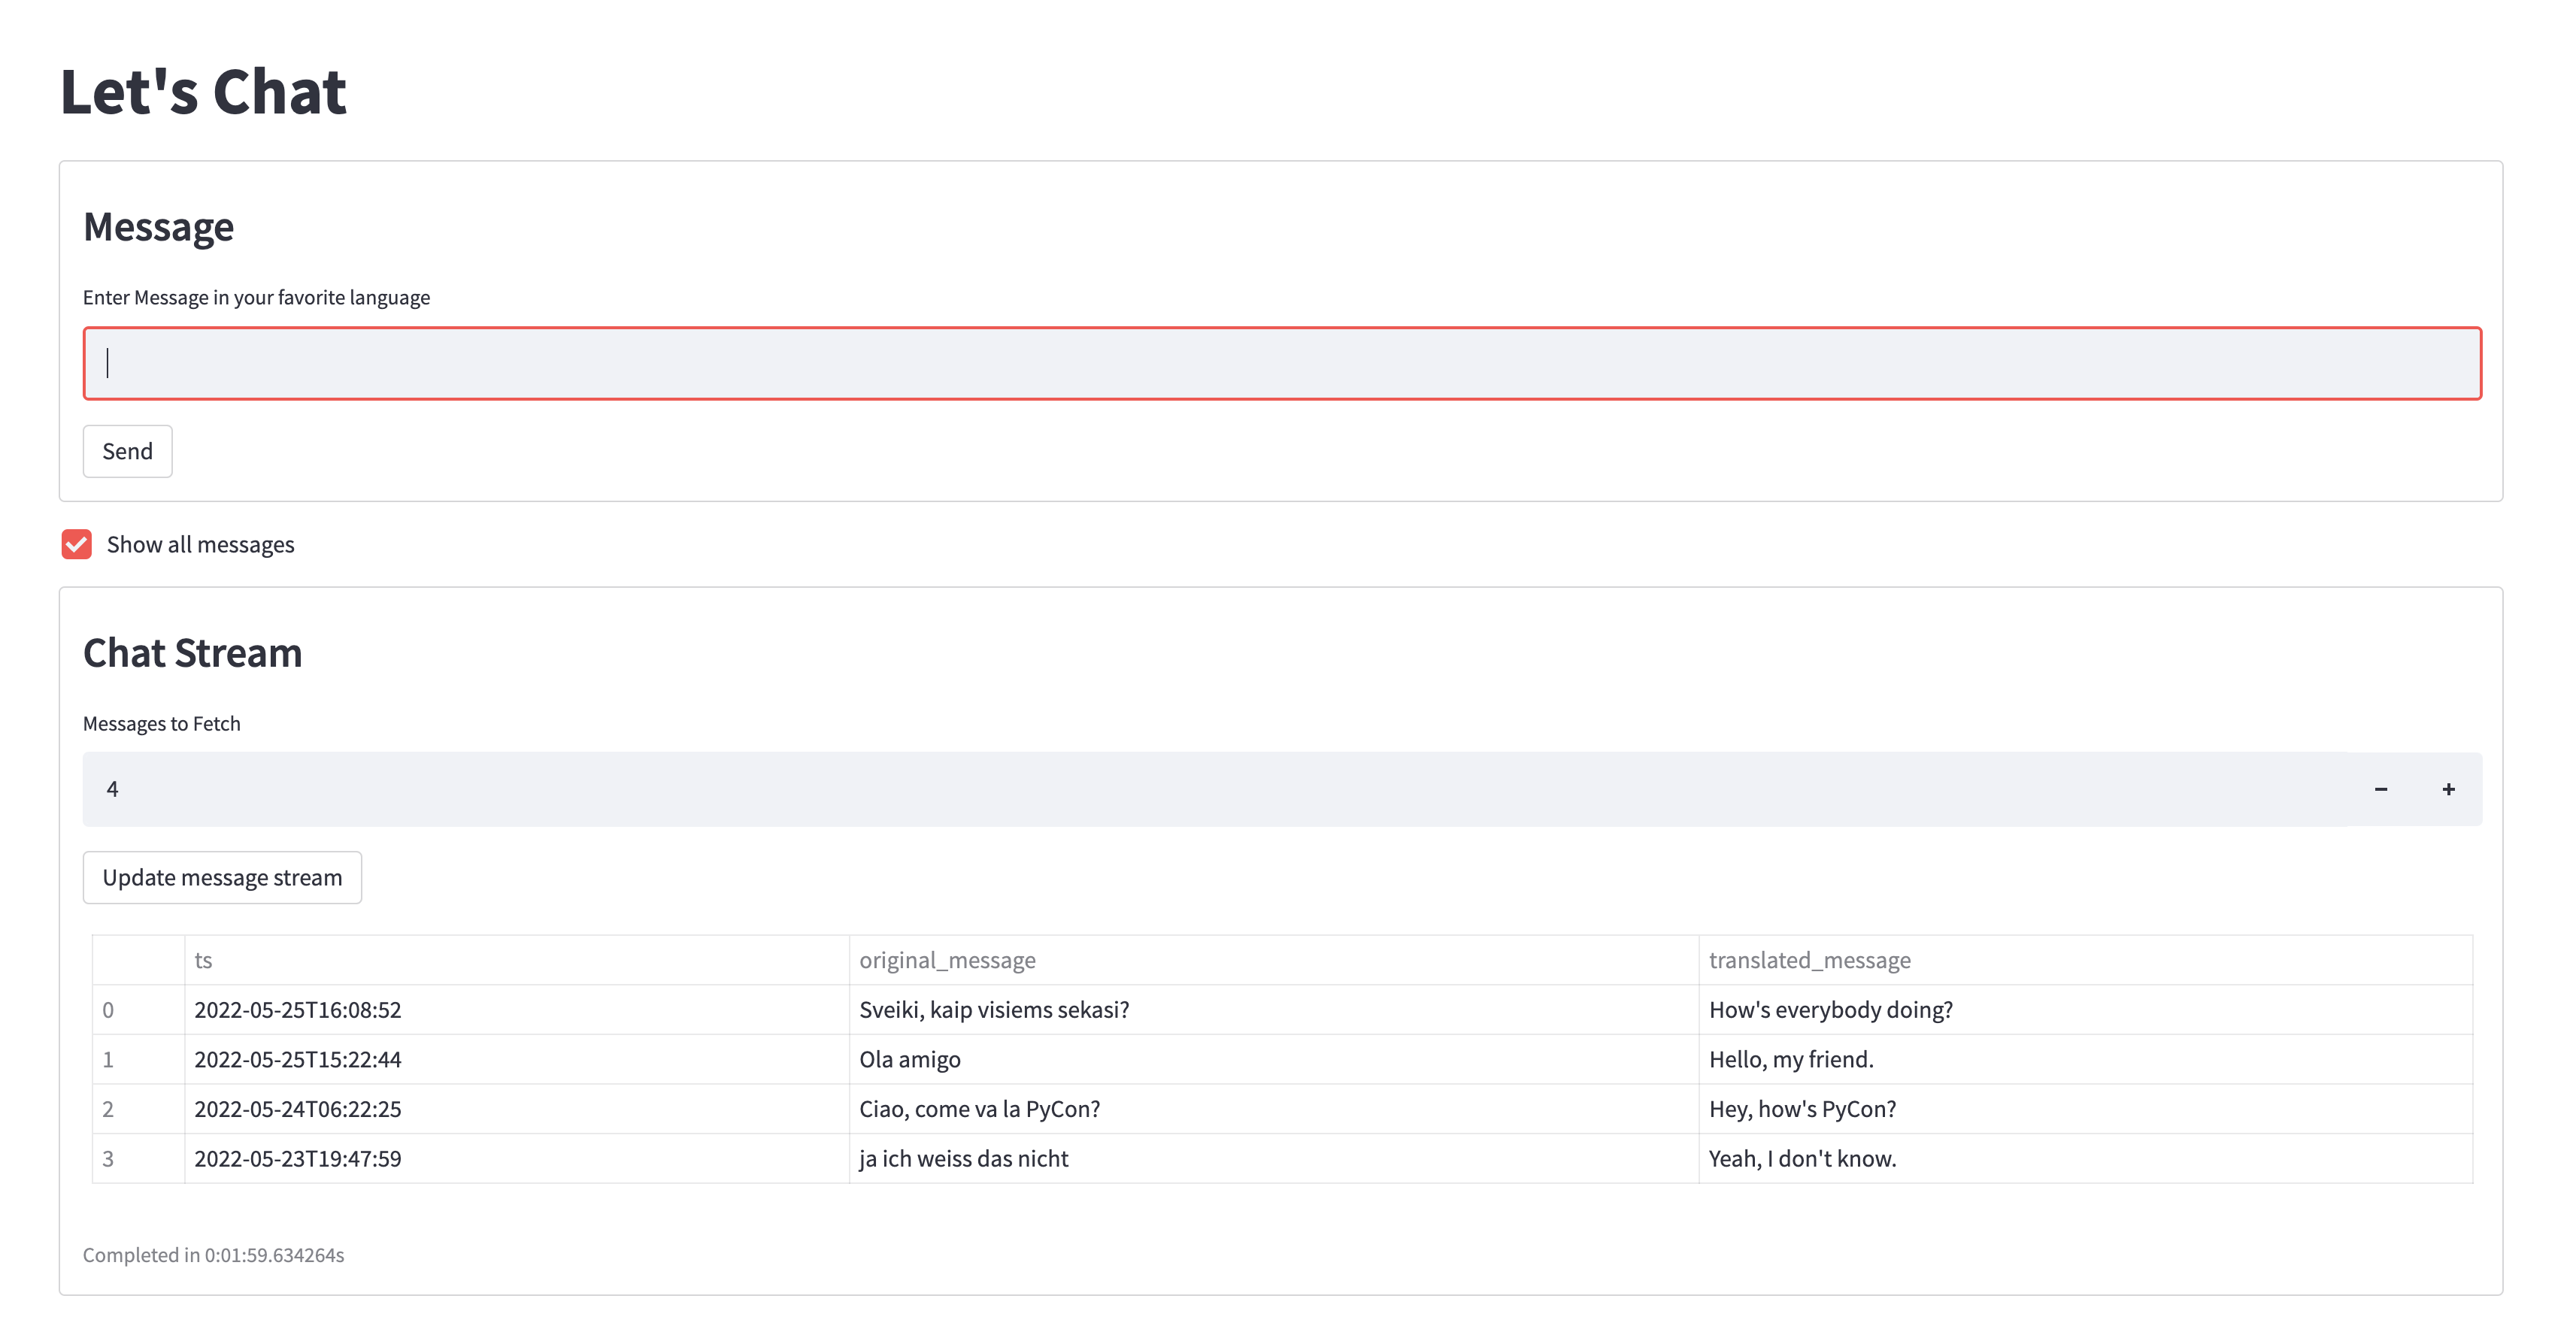 Let's Chat
Message
Enter Message in your favorite language
Send
Show all messages
Chat Stream
Messages to Fetch
4 − +
Update message stream
ts original_message translated_message
0 2022-05-25T16:08:52 Sveiki, kaip visiems sekasi? How's everybody doing?
1 2022-05-25T15:22:44 Ola amigo Hello, my friend.
2 2022-05-24T06:22:25 Ciao, come va la PyCon? Hey, how's PyCon?
3 2022-05-23T19:47:59 ja ich weiss das nicht Yeah, I don't know.
Completed in 0:01:59.634264s